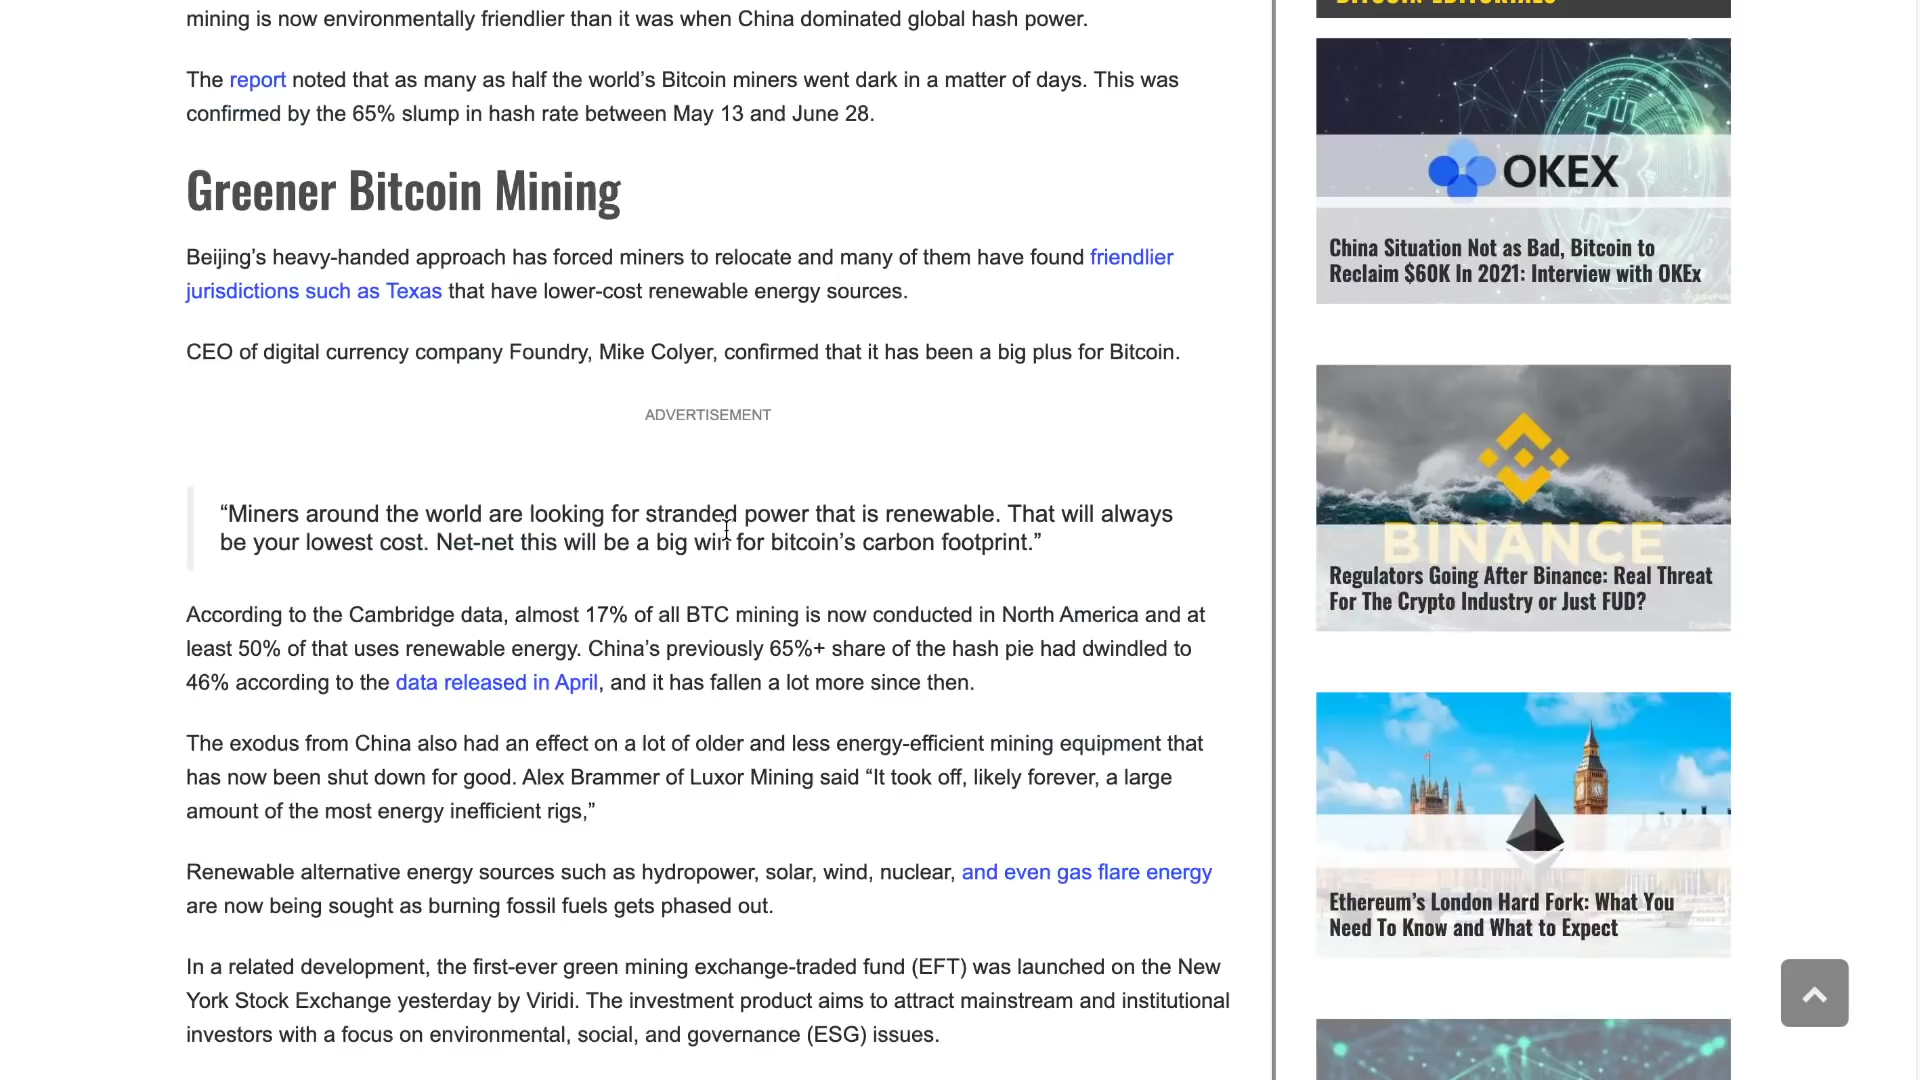 mining is now environmentally friendlier than it was when China dominated global hash power.
The report noted that as many as half the world’s Bitcoin miners went dark in a matter of days. This was
confirmed by the 65% slump in hash rate between May 13 and June 28.
Greener Bitcoin Mining
Beijing’s heavy-handed approach has forced miners to relocate and many of them have found friendlier
jurisdictions such as Texas that have lower-cost renewable energy sources.
CEO of digital currency company Foundry, Mike Colyer, confirmed that it has been a big plus for Bitcoin.
ADVERTISEMENT
“Miners around the world are looking for stranded power that is renewable. That will always
be your lowest cost. Net-net this will be a big win for bitcoin’s carbon footprint.”
According to the Cambridge data, almost 17% of all BTC mining is now conducted in North America and at
least 50% of that uses renewable energy. China’s previously 65%+ share of the hash pie had dwindled to
46% according to the data released in April, and it has fallen a lot more since then.
The exodus from China also had an effect on a lot of older and less energy-efficient mining equipment that
has now been shut down for good. Alex Brammer of Luxor Mining said “It took off, likely forever, a large
amount of the most energy inefficient rigs,”
Renewable alternative energy sources such as hydropower, solar, wind, nuclear, and even gas flare energy
are now being sought as burning fossil fuels gets phased out.
In a related development, the first-ever green mining exchange-traded fund (EFT) was launched on the New
York Stock Exchange yesterday by Viridi. The investment product aims to attract mainstream and institutional
investors with a focus on environmental, social, and governance (ESG) issues.
BITCOIN EDITORIALS
OKEX
China Situation Not as Bad, Bitcoin to
Reclaim $60K In 2021: Interview with OKEx
BINANCE
Regulators Going After Binance: Real Threat
For The Crypto Industry or Just FUD?
Ethereum’s London Hard Fork: What You
Need To Know and What to Expect